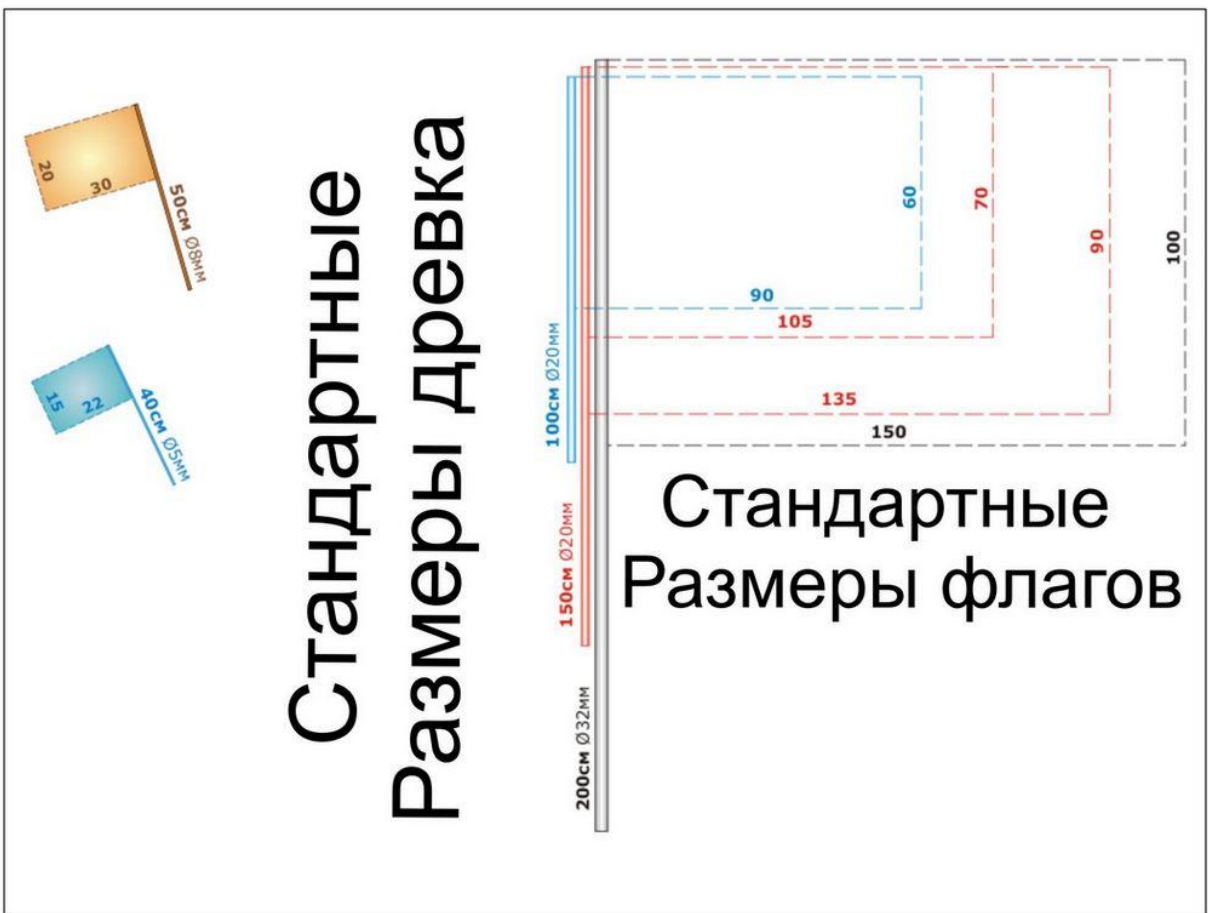 20
30
50см Ø8мм
15
22
40см Ø5мм
Стандартные
Размеры древка
60
70
90
100
90
105
135
150
100см Ø20мм
150см Ø20мм
200см Ø32мм
Стандартные
Размеры флагов